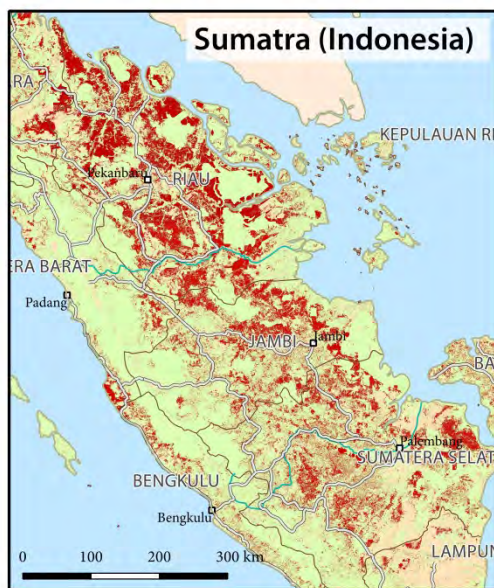 Sumatra (Indonesia)
RA
KEPULAUAN RI
Pekanbaru
RIAU
ERA BARAT
Padang
JAMBI
Jambi
BA
Palembang
SUMATERA SELAT
BENGKULU
Bengkulu
LAMPUN
0 100 200 300 km